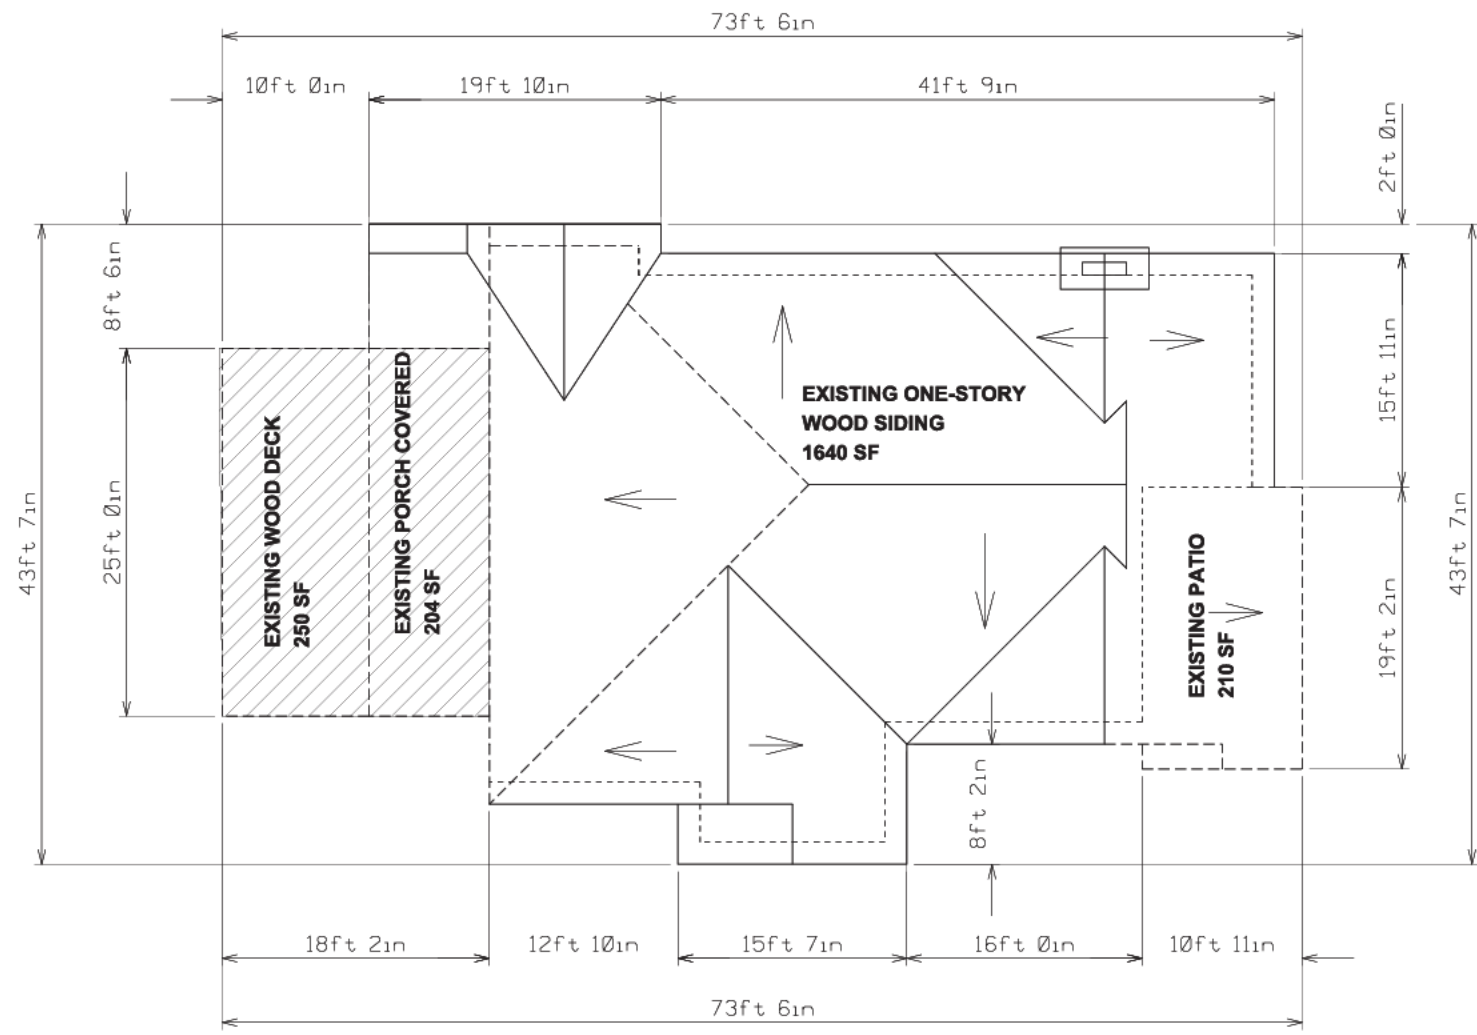 73ft 6in
10ft 0in
19ft 10in
41ft 9in
2ft 0in
8ft 6in
15ft 11in
EXISTING ONE-STORY
WOOD SIDING
1640 SF
EXISTING WOOD DECK
250 SF
EXISTING PORCH COVERED
204 SF
25ft 0in
43ft 7in
43ft 7in
EXISTING PATIO
210 SF
19ft 2in
8ft 2in
18ft 2in
12ft 10in
15ft 7in
16ft 0in
10ft 11in
73ft 6in